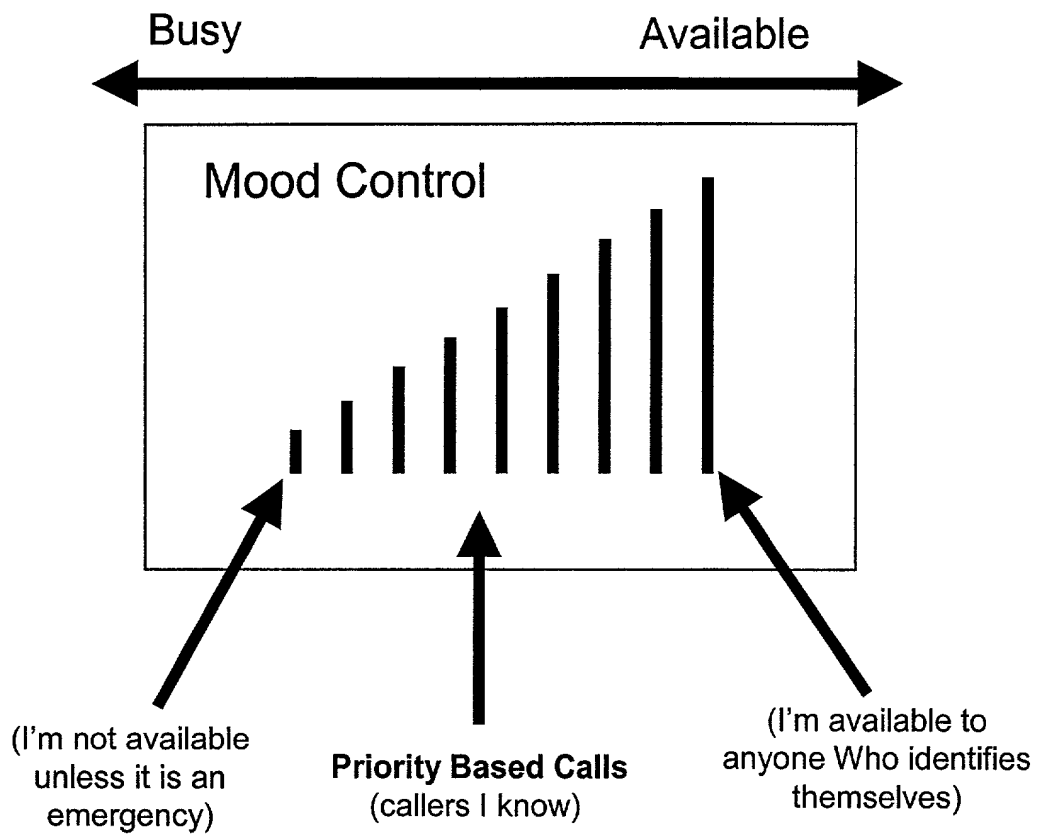 Busy
Available
Mood Control
(I'm not available
unless it is an
emergency)
Priority Based Calls
(callers I know)
(I'm available to
anyone Who identifies
themselves)